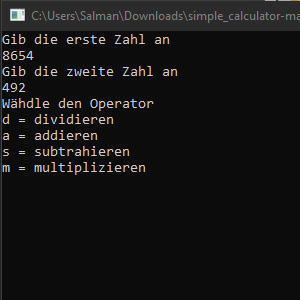 C:\Users\Salman\Downloads\simple_calculator-ma
Gib die erste Zahl an
8654
Gib die zweite Zahl an
492
Wähdle den Operator
d = dividieren
a = addieren
s = subtrahieren
m = multiplizieren